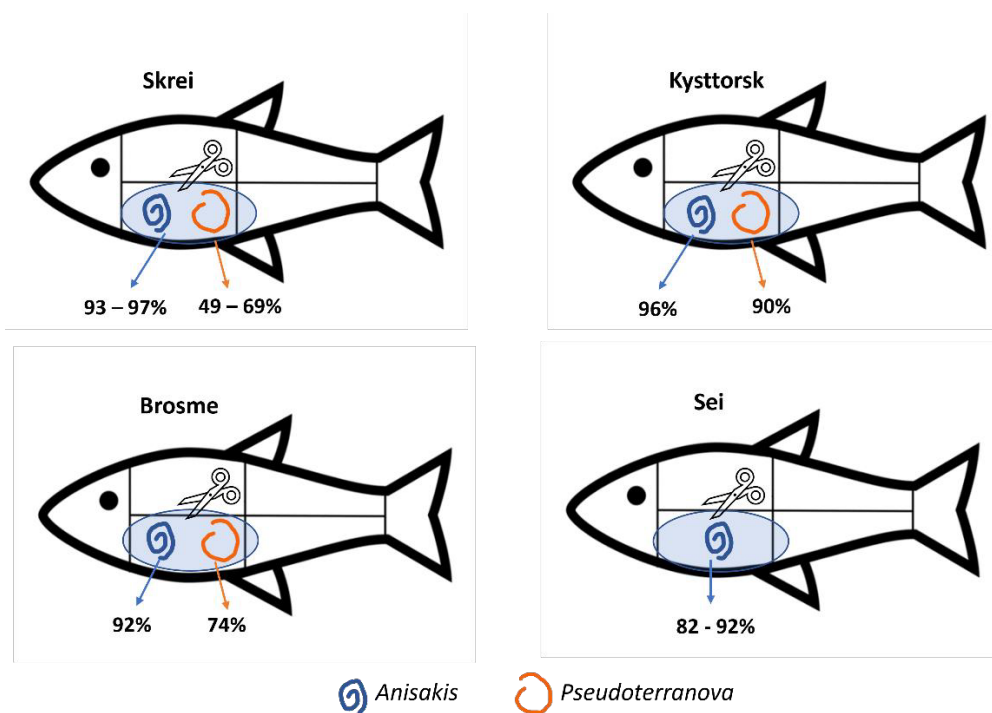 Skrei
93 – 97%
49 – 69%
Kysttorsk
96%
90%
Brosme
92%
74%
Sei
82 - 92%
Anisakis
Pseudoterranova